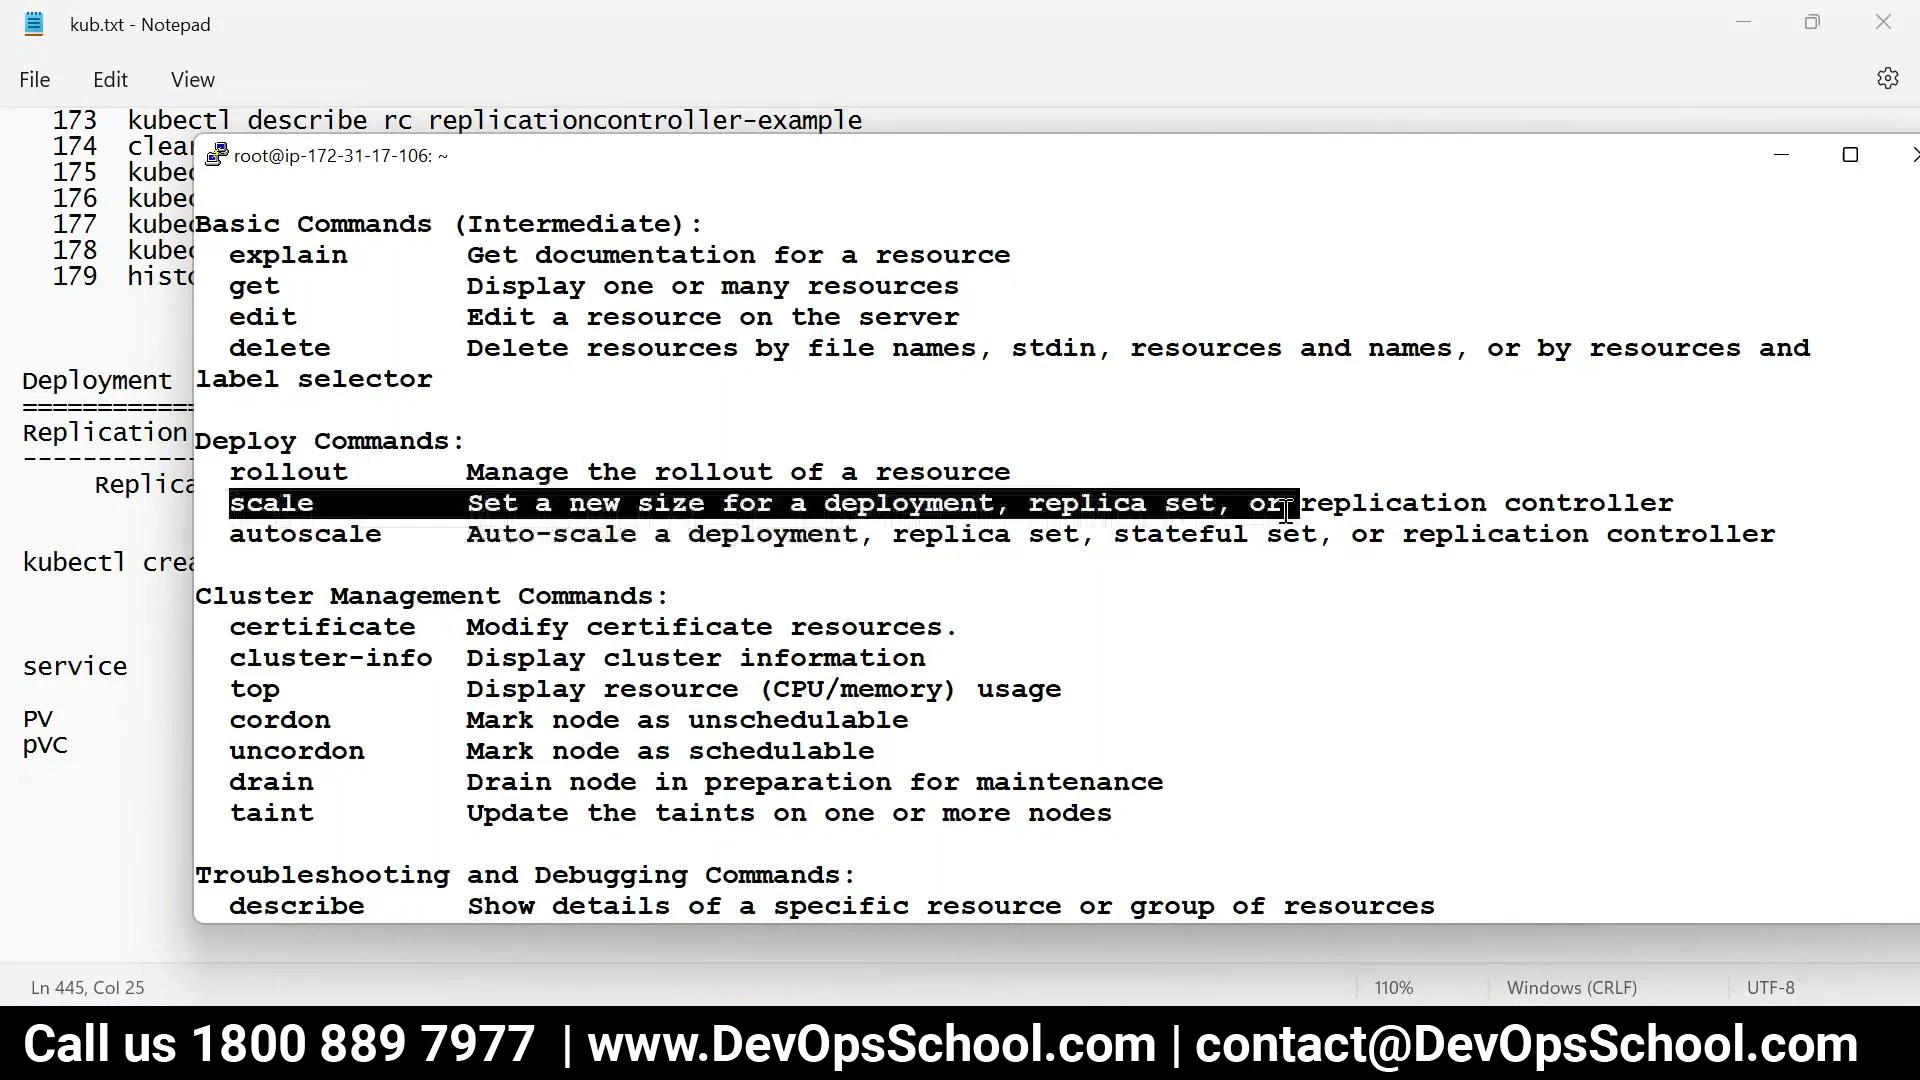 kub.txt - Notepad
File Edit View
173 kubectl describe rc replicationcontroller-example
174 clear
175 kubec
176 kubec
177 kubec
178 kubec
179 histo
Deployment
============
Replication
------------
Replica
kubectl crea
service
PV
pVC
root@ip-172-31-17-106: ~
Basic Commands (Intermediate):
explain Get documentation for a resource
get Display one or many resources
edit Edit a resource on the server
delete Delete resources by file names, stdin, resources and names, or by resources and
label selector
Deploy Commands:
rollout Manage the rollout of a resource
scale Set a new size for a deployment, replica set, or replication controller
autoscale Auto-scale a deployment, replica set, stateful set, or replication controller
Cluster Management Commands:
certificate Modify certificate resources.
cluster-info Display cluster information
top Display resource (CPU/memory) usage
cordon Mark node as unschedulable
uncordon Mark node as schedulable
drain Drain node in preparation for maintenance
taint Update the taints on one or more nodes
Troubleshooting and Debugging Commands:
describe Show details of a specific resource or group of resources
Ln 445, Col 25 110% Windows (CRLF) UTF-8
Call us 1800 889 7977 | www.DevOpsSchool.com | contact@DevOpsSchool.com